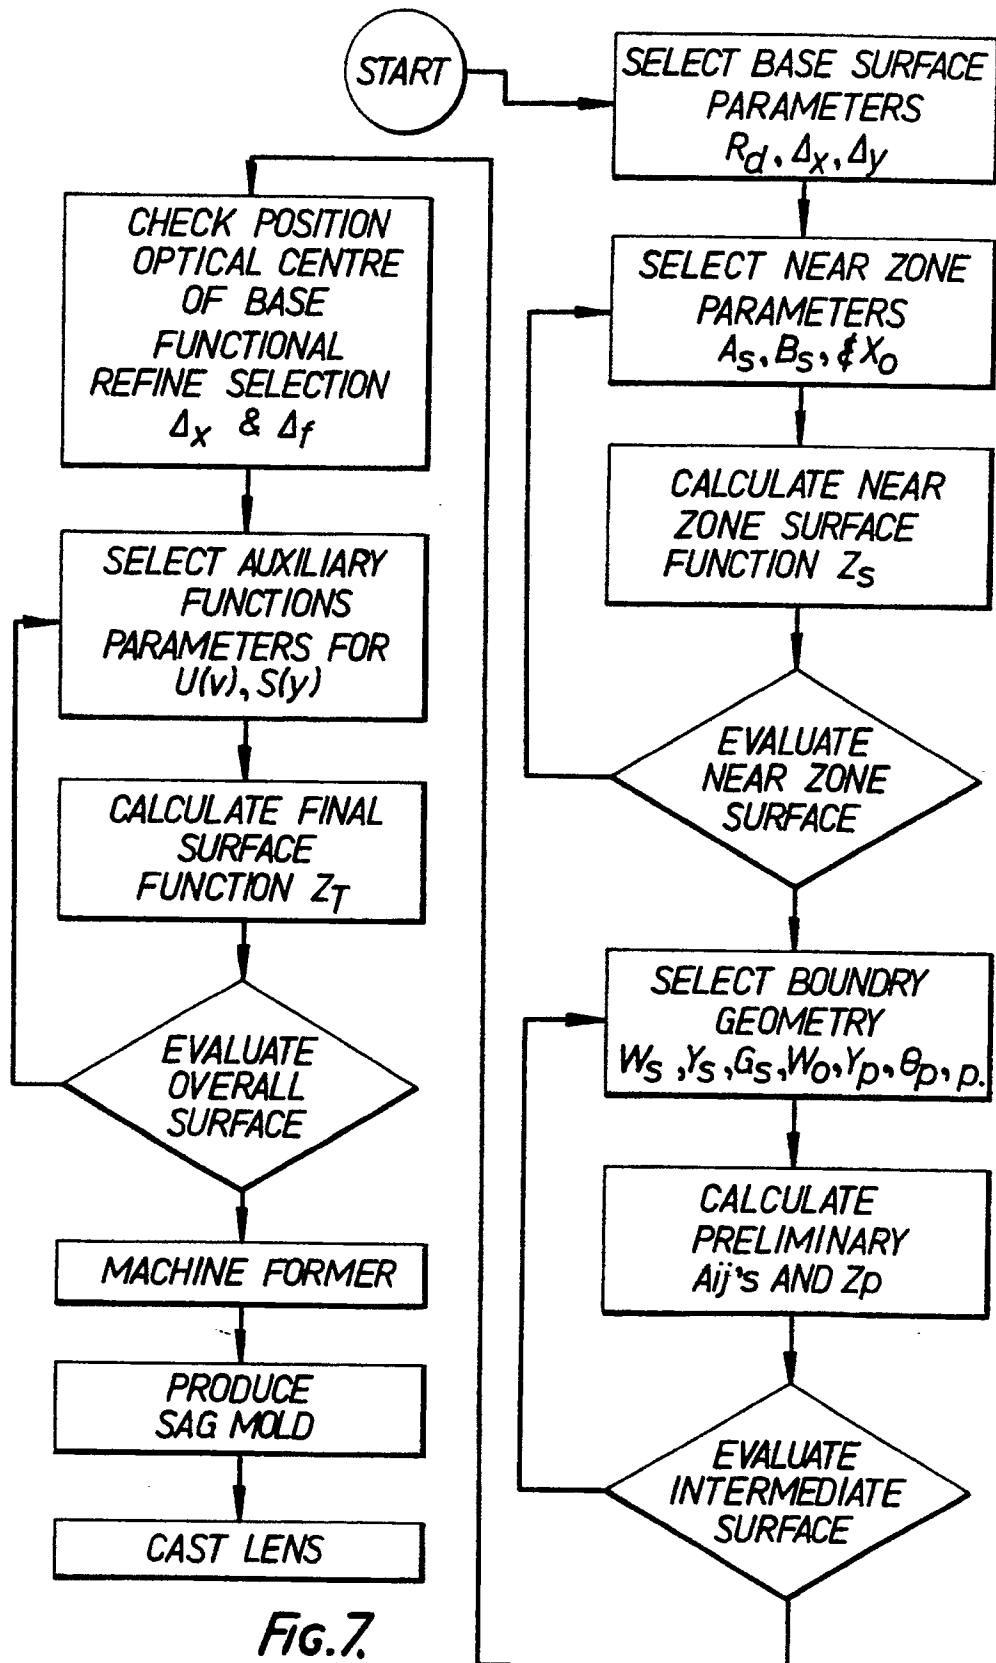 START
SELECT BASE SURFACE
PARAMETERS
Rd, Δx, Δy
SELECT NEAR ZONE
PARAMETERS
As, Bs, & Xo
CALCULATE NEAR
ZONE SURFACE
FUNCTION Zs
EVALUATE
NEAR ZONE
SURFACE
SELECT BOUNDRY
GEOMETRY
Ws, Ys, Gs, Wo, Yp, θp, p.
CALCULATE
PRELIMINARY
Aij's AND Zp
EVALUATE
INTERMEDIATE
SURFACE
CHECK POSITION
OPTICAL CENTRE
OF BASE
FUNCTIONAL
REFINE SELECTION
Δx & Δf
SELECT AUXILIARY
FUNCTIONS
PARAMETERS FOR
U(v), S(y)
CALCULATE FINAL
SURFACE
FUNCTION ZT
EVALUATE
OVERALL
SURFACE
MACHINE FORMER
PRODUCE
SAG MOLD
CAST LENS
FIG.7.